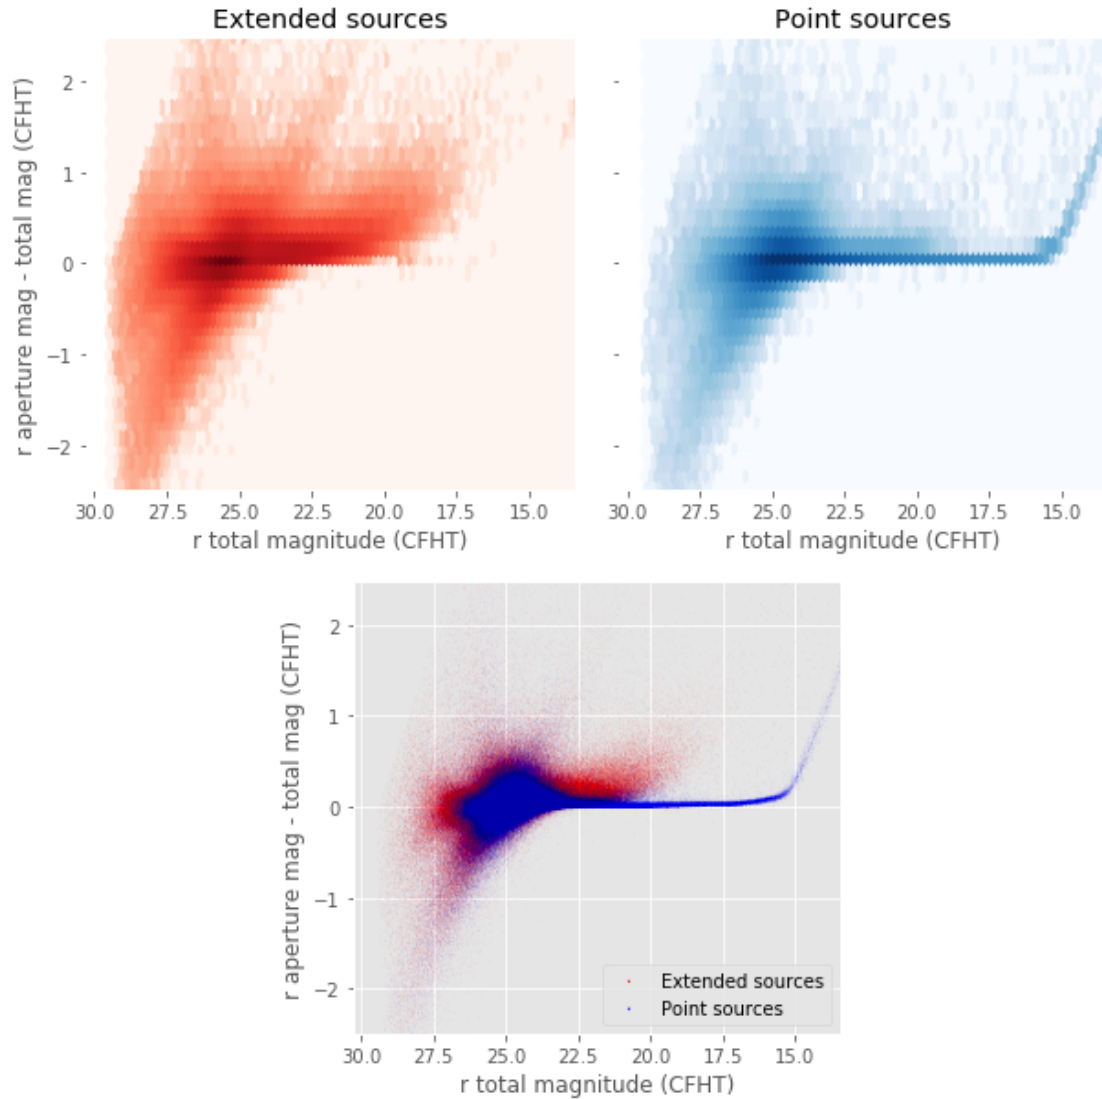 Extended sources
Point sources
r aperture mag - total mag (CFHT)
2
1
0
−1
−2
30.0 27.5 25.0 22.5 20.0 17.5 15.0
r total magnitude (CFHT)
30.0 27.5 25.0 22.5 20.0 17.5 15.0
r total magnitude (CFHT)
r aperture mag - total mag (CFHT)
2
1
0
−1
−2
Extended sources
Point sources
30.0 27.5 25.0 22.5 20.0 17.5 15.0
r total magnitude (CFHT)